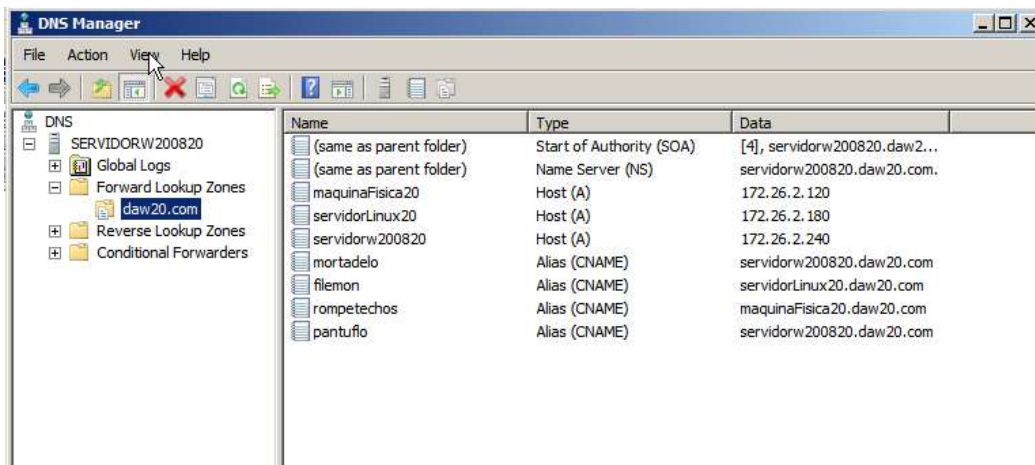 DNS Manager
File Action View Help
DNS
SERVIDORW200820
Global Logs
Forward Lookup Zones
daw20.com
Reverse Lookup Zones
Conditional Forwarders
Name Type Data
(same as parent folder) Start of Authority (SOA) [4], servidorw200820.daw2...
(same as parent folder) Name Server (NS) servidorw200820.daw20.com.
maquinaFisica20 Host (A) 172.26.2.120
servidorLinux20 Host (A) 172.26.2.180
servidorw200820 Host (A) 172.26.2.240
mortadelo Alias (CNAME) servidorw200820.daw20.com
filemon Alias (CNAME) servidorLinux20.daw20.com
rompetechos Alias (CNAME) maquinaFisica20.daw20.com
pantuflo Alias (CNAME) servidorw200820.daw20.com